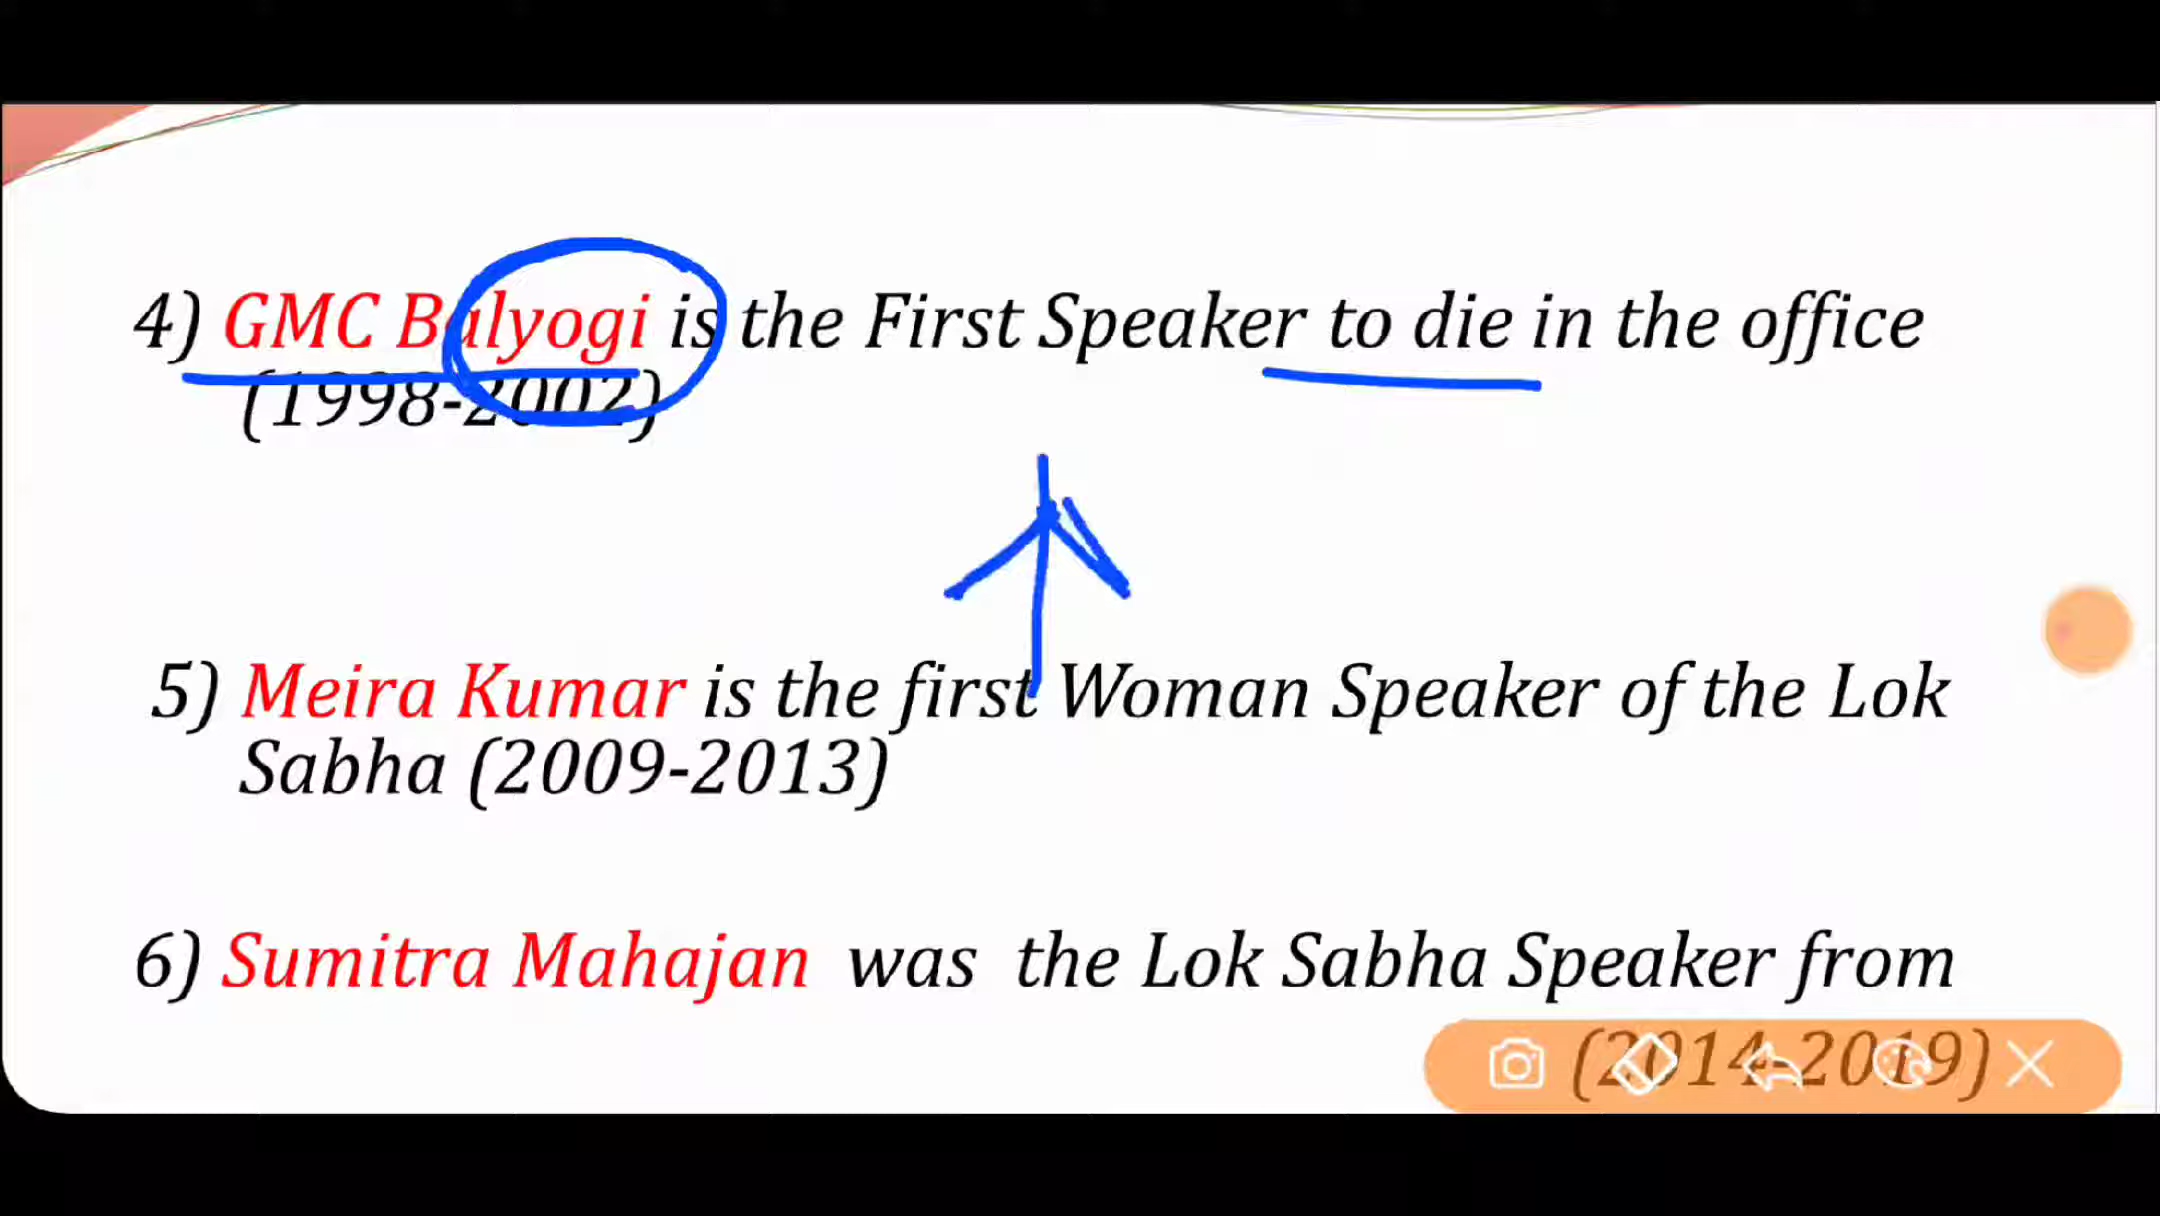 4) GMC Balyogi is the First Speaker to die in the office
(1998-2002)
5) Meira Kumar is the first Woman Speaker of the Lok
Sabha (2009-2013)
6) Sumitra Mahajan was the Lok Sabha Speaker from
(2014-2019)